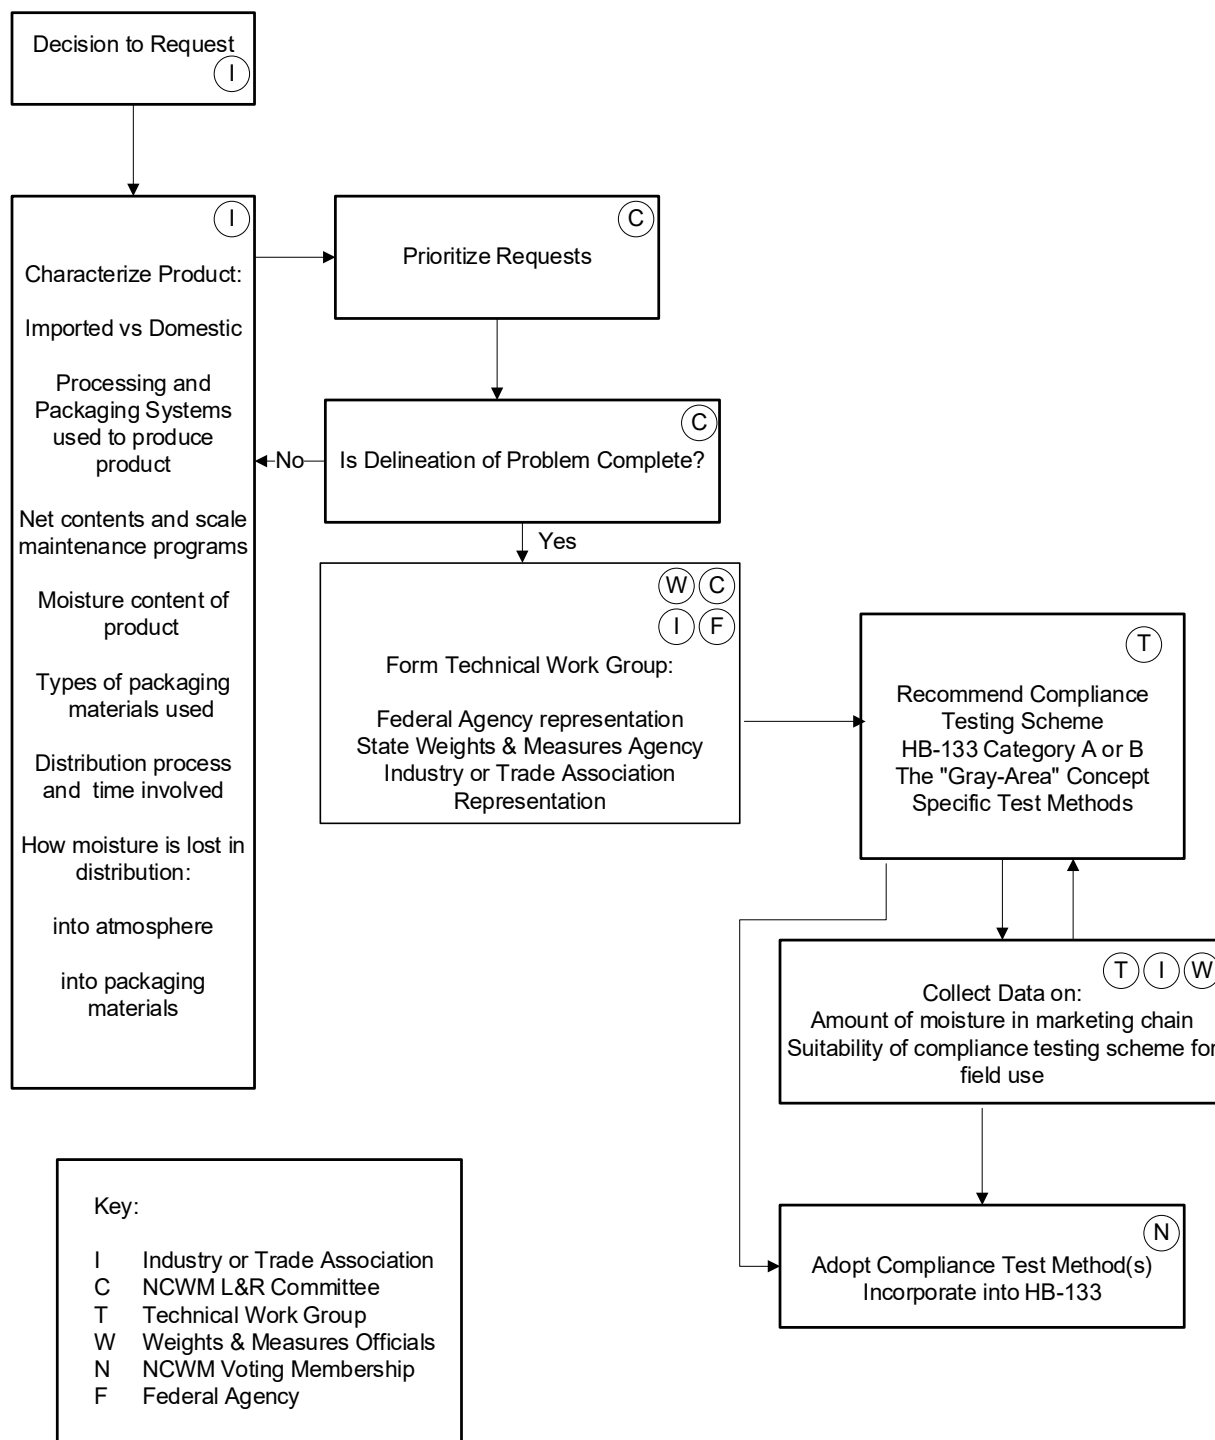 Decision to Request
I
I
Characterize Product:
Imported vs Domestic
Processing and
Packaging Systems
used to produce
product
Net contents and scale
maintenance programs
Moisture content of
product
Types of packaging
materials used
Distribution process
and time involved
How moisture is lost in
distribution:
into atmosphere
into packaging
materials
C
Prioritize Requests
C
Is Delineation of Problem Complete?
No
Yes
W C
I F
Form Technical Work Group:
Federal Agency representation
State Weights & Measures Agency
Industry or Trade Association
Representation
T
Recommend Compliance
Testing Scheme
HB-133 Category A or B
The "Gray-Area" Concept
Specific Test Methods
T I W
Collect Data on:
Amount of moisture in marketing chain
Suitability of compliance testing scheme for
field use
N
Adopt Compliance Test Method(s)
Incorporate into HB-133
Key:
I Industry or Trade Association
C NCWM L&R Committee
T Technical Work Group
W Weights & Measures Officials
N NCWM Voting Membership
F Federal Agency